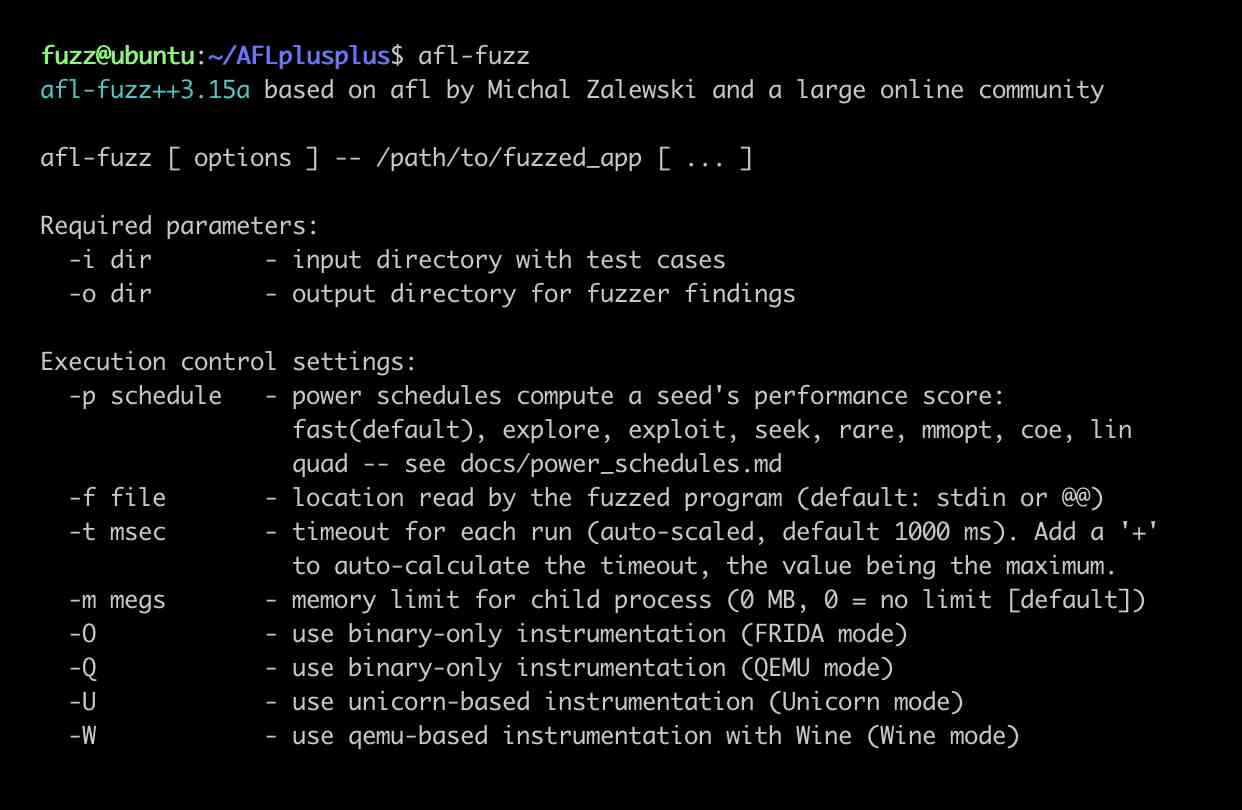 fuzz@ubuntu:~/AFLplusplus$ afl-fuzz
afl-fuzz++3.15a based on afl by Michal Zalewski and a large online community
afl-fuzz [ options ] -- /path/to/fuzzed_app [ ... ]
Required parameters:
  -i dir        - input directory with test cases
  -o dir        - output directory for fuzzer findings
Execution control settings:
  -p schedule   - power schedules compute a seed's performance score:
                  fast(default), explore, exploit, seek, rare, mmopt, coe, lin
                  quad -- see docs/power_schedules.md
  -f file       - location read by the fuzzed program (default: stdin or @@)
  -t msec       - timeout for each run (auto-scaled, default 1000 ms). Add a '+'
                  to auto-calculate the timeout, the value being the maximum.
  -m megs       - memory limit for child process (0 MB, 0 = no limit [default])
  -O            - use binary-only instrumentation (FRIDA mode)
  -Q            - use binary-only instrumentation (QEMU mode)
  -U            - use unicorn-based instrumentation (Unicorn mode)
  -W            - use qemu-based instrumentation with Wine (Wine mode)